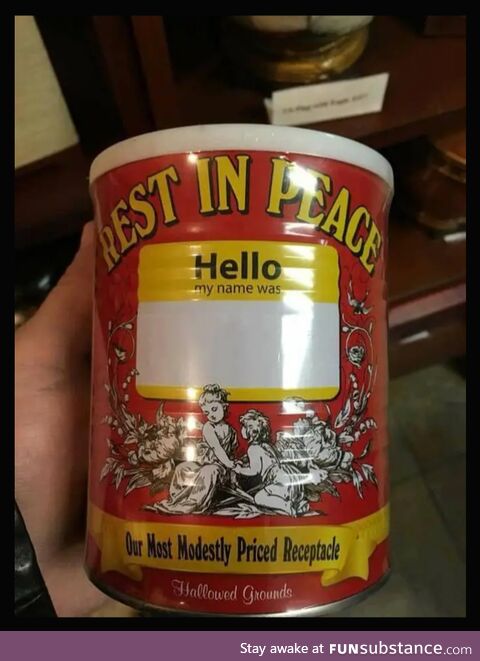 REST IN PEACE
Hello
my name was
Our Most Modestly Priced Receptacle
Hallowed Grounds
Stay awake at FUNsubstance.com